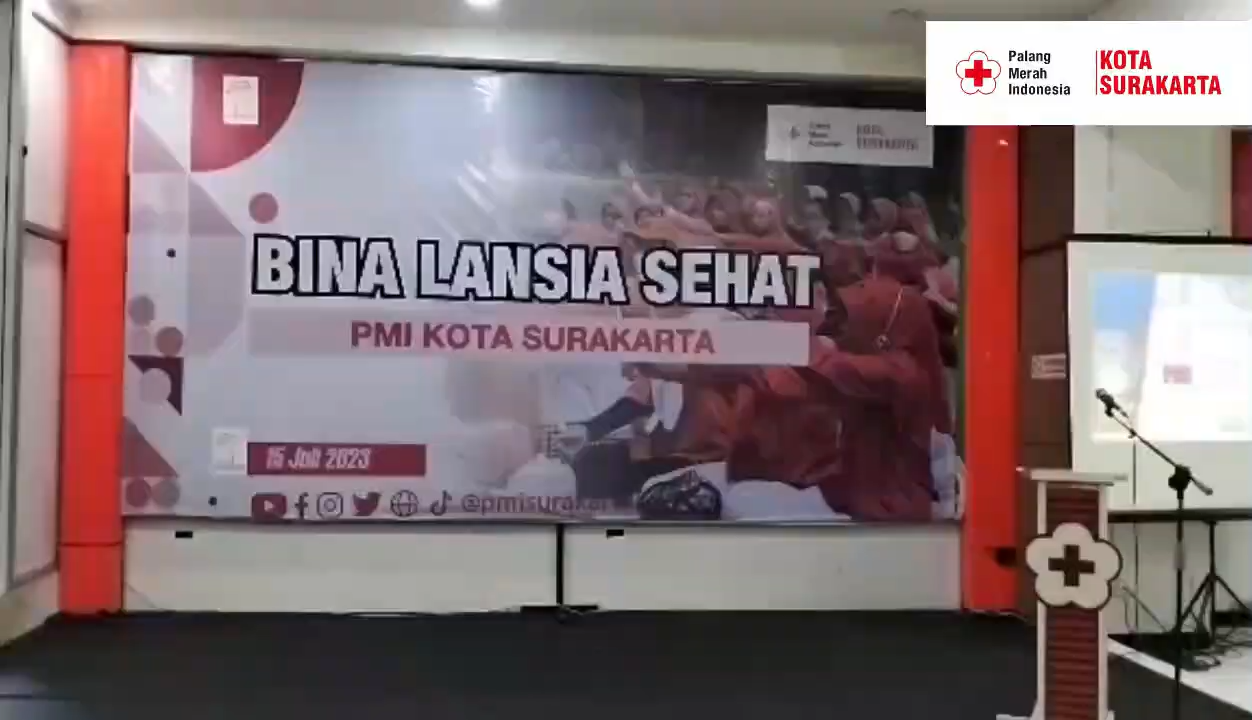 Palang
Merah
Indonesia
KOTA
SURAKARTA
BINA LANSIA SEHAT
PMI KOTA SURAKARTA
15 Juli 2023